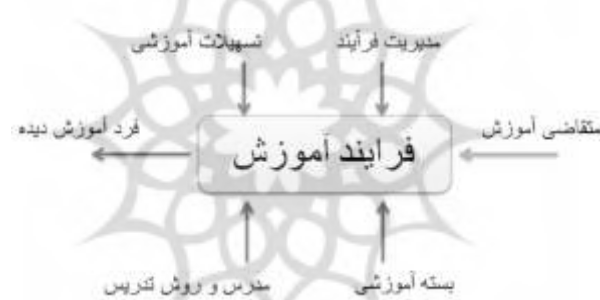 مدیریت فرآیند
تسهیلات آموزشی
متقاضی آموزش
فرایند آموزش
فرد آموزش دیده
بسته آموزشی
مدرس و روش تدریس